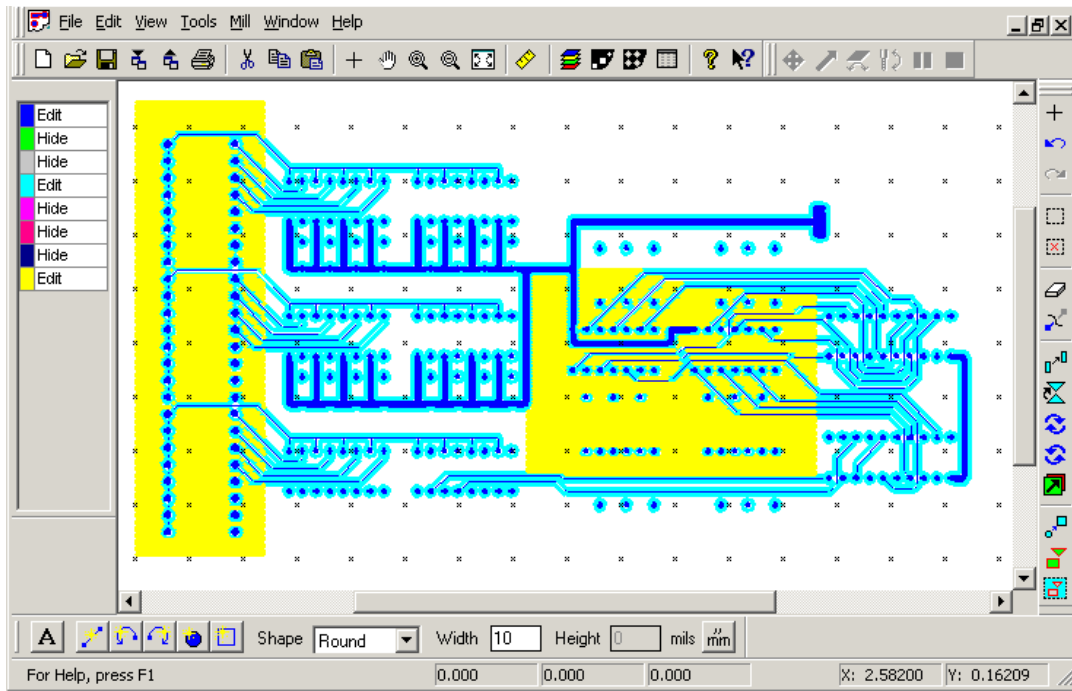 File Edit View Tools Mill Window Help
Edit
Hide
Hide
Edit
Hide
Hide
Hide
Edit
A Shape Round Width 10 Height 0 mils mm
For Help, press F1 0.000 0.000 0.000 X: 2.58200 Y: 0.16209